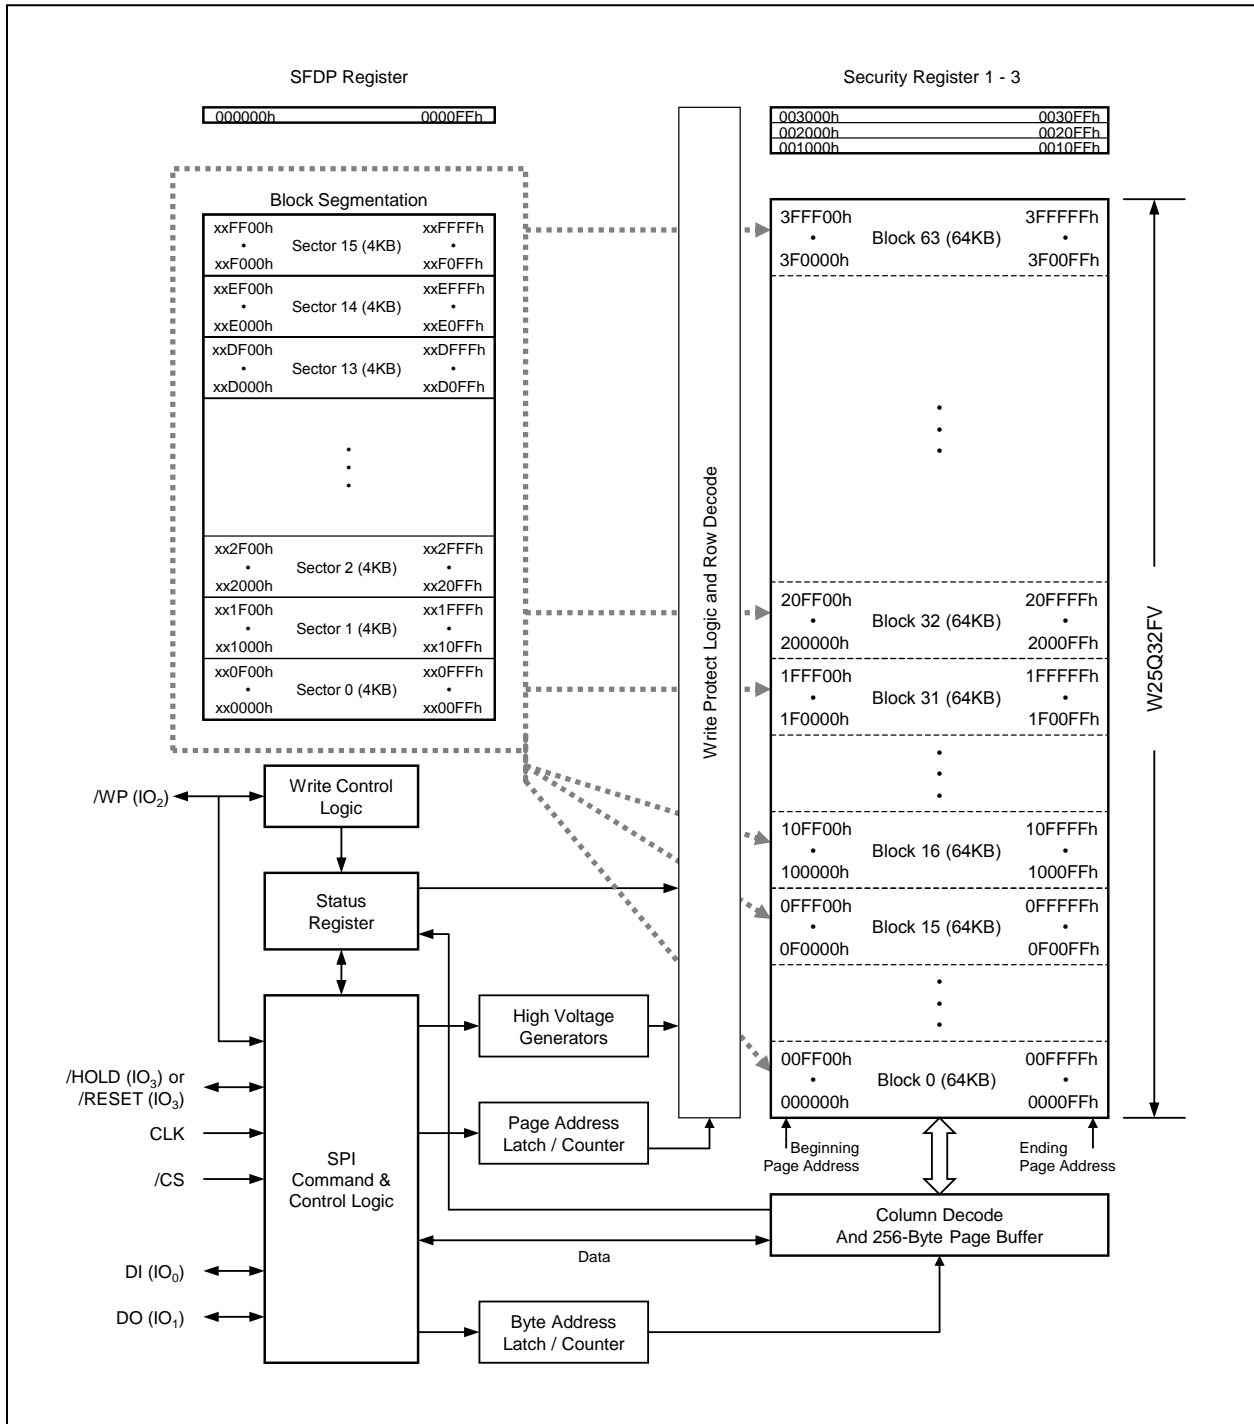 SFDP Register
000000h 0000FFh
Security Register 1 - 3
003000h 0030FFh
002000h 0020FFh
001000h 0010FFh
Block Segmentation
xxFF00h xxFFFFh
• Sector 15 (4KB) •
xxF000h xxF0FFh
xxEF00h xxEFFFh
• Sector 14 (4KB) •
xxE000h xxE0FFh
xxDF00h xxDFFFh
• Sector 13 (4KB) •
xxD000h xxD0FFh
xx2F00h xx2FFFh
• Sector 2 (4KB) •
xx2000h xx20FFh
xx1F00h xx1FFFh
• Sector 1 (4KB) •
xx1000h xx10FFh
xx0F00h xx0FFFh
• Sector 0 (4KB) •
xx0000h xx00FFh
Write Protect Logic and Row Decode
3FFF00h 3FFFFFh
• Block 63 (64KB) •
3F0000h 3F00FFh
20FF00h 20FFFFh
• Block 32 (64KB) •
200000h 2000FFh
1FFF00h 1FFFFFh
• Block 31 (64KB) •
1F0000h 1F00FFh
10FF00h 10FFFFh
• Block 16 (64KB) •
100000h 1000FFh
0FFF00h 0FFFFFh
• Block 15 (64KB) •
0F0000h 0F00FFh
00FF00h 00FFFFh
• Block 0 (64KB) •
000000h 0000FFh
W25Q32FV
Beginning
Page Address
Ending
Page Address
/WP (IO2)
Write Control
Logic
Status
Register
High Voltage
Generators
/HOLD (IO3) or
/RESET (IO3)
CLK
/CS
Page Address
Latch / Counter
SPI
Command &
Control Logic
Column Decode
And 256-Byte Page Buffer
Data
DI (IO0)
DO (IO1)
Byte Address
Latch / Counter